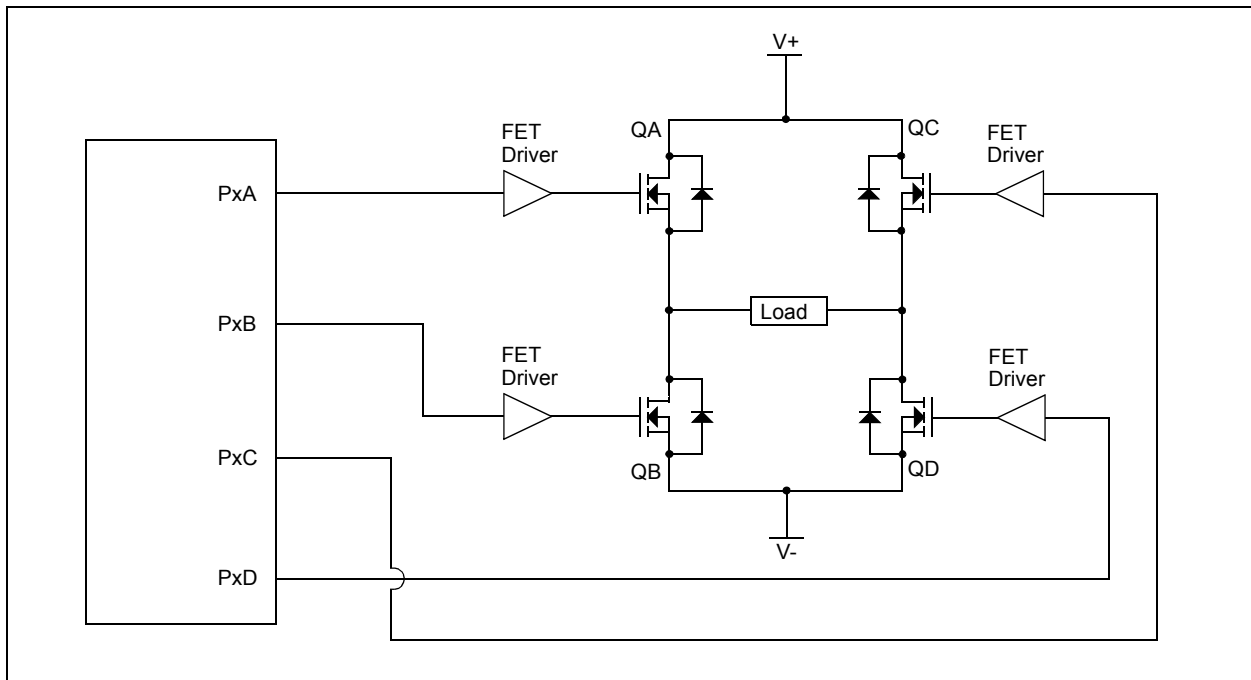 V+
FET
Driver
QA
QC
FET
Driver
PxA
PxB
Load
FET
Driver
FET
Driver
PxC
QB
QD
V-
PxD